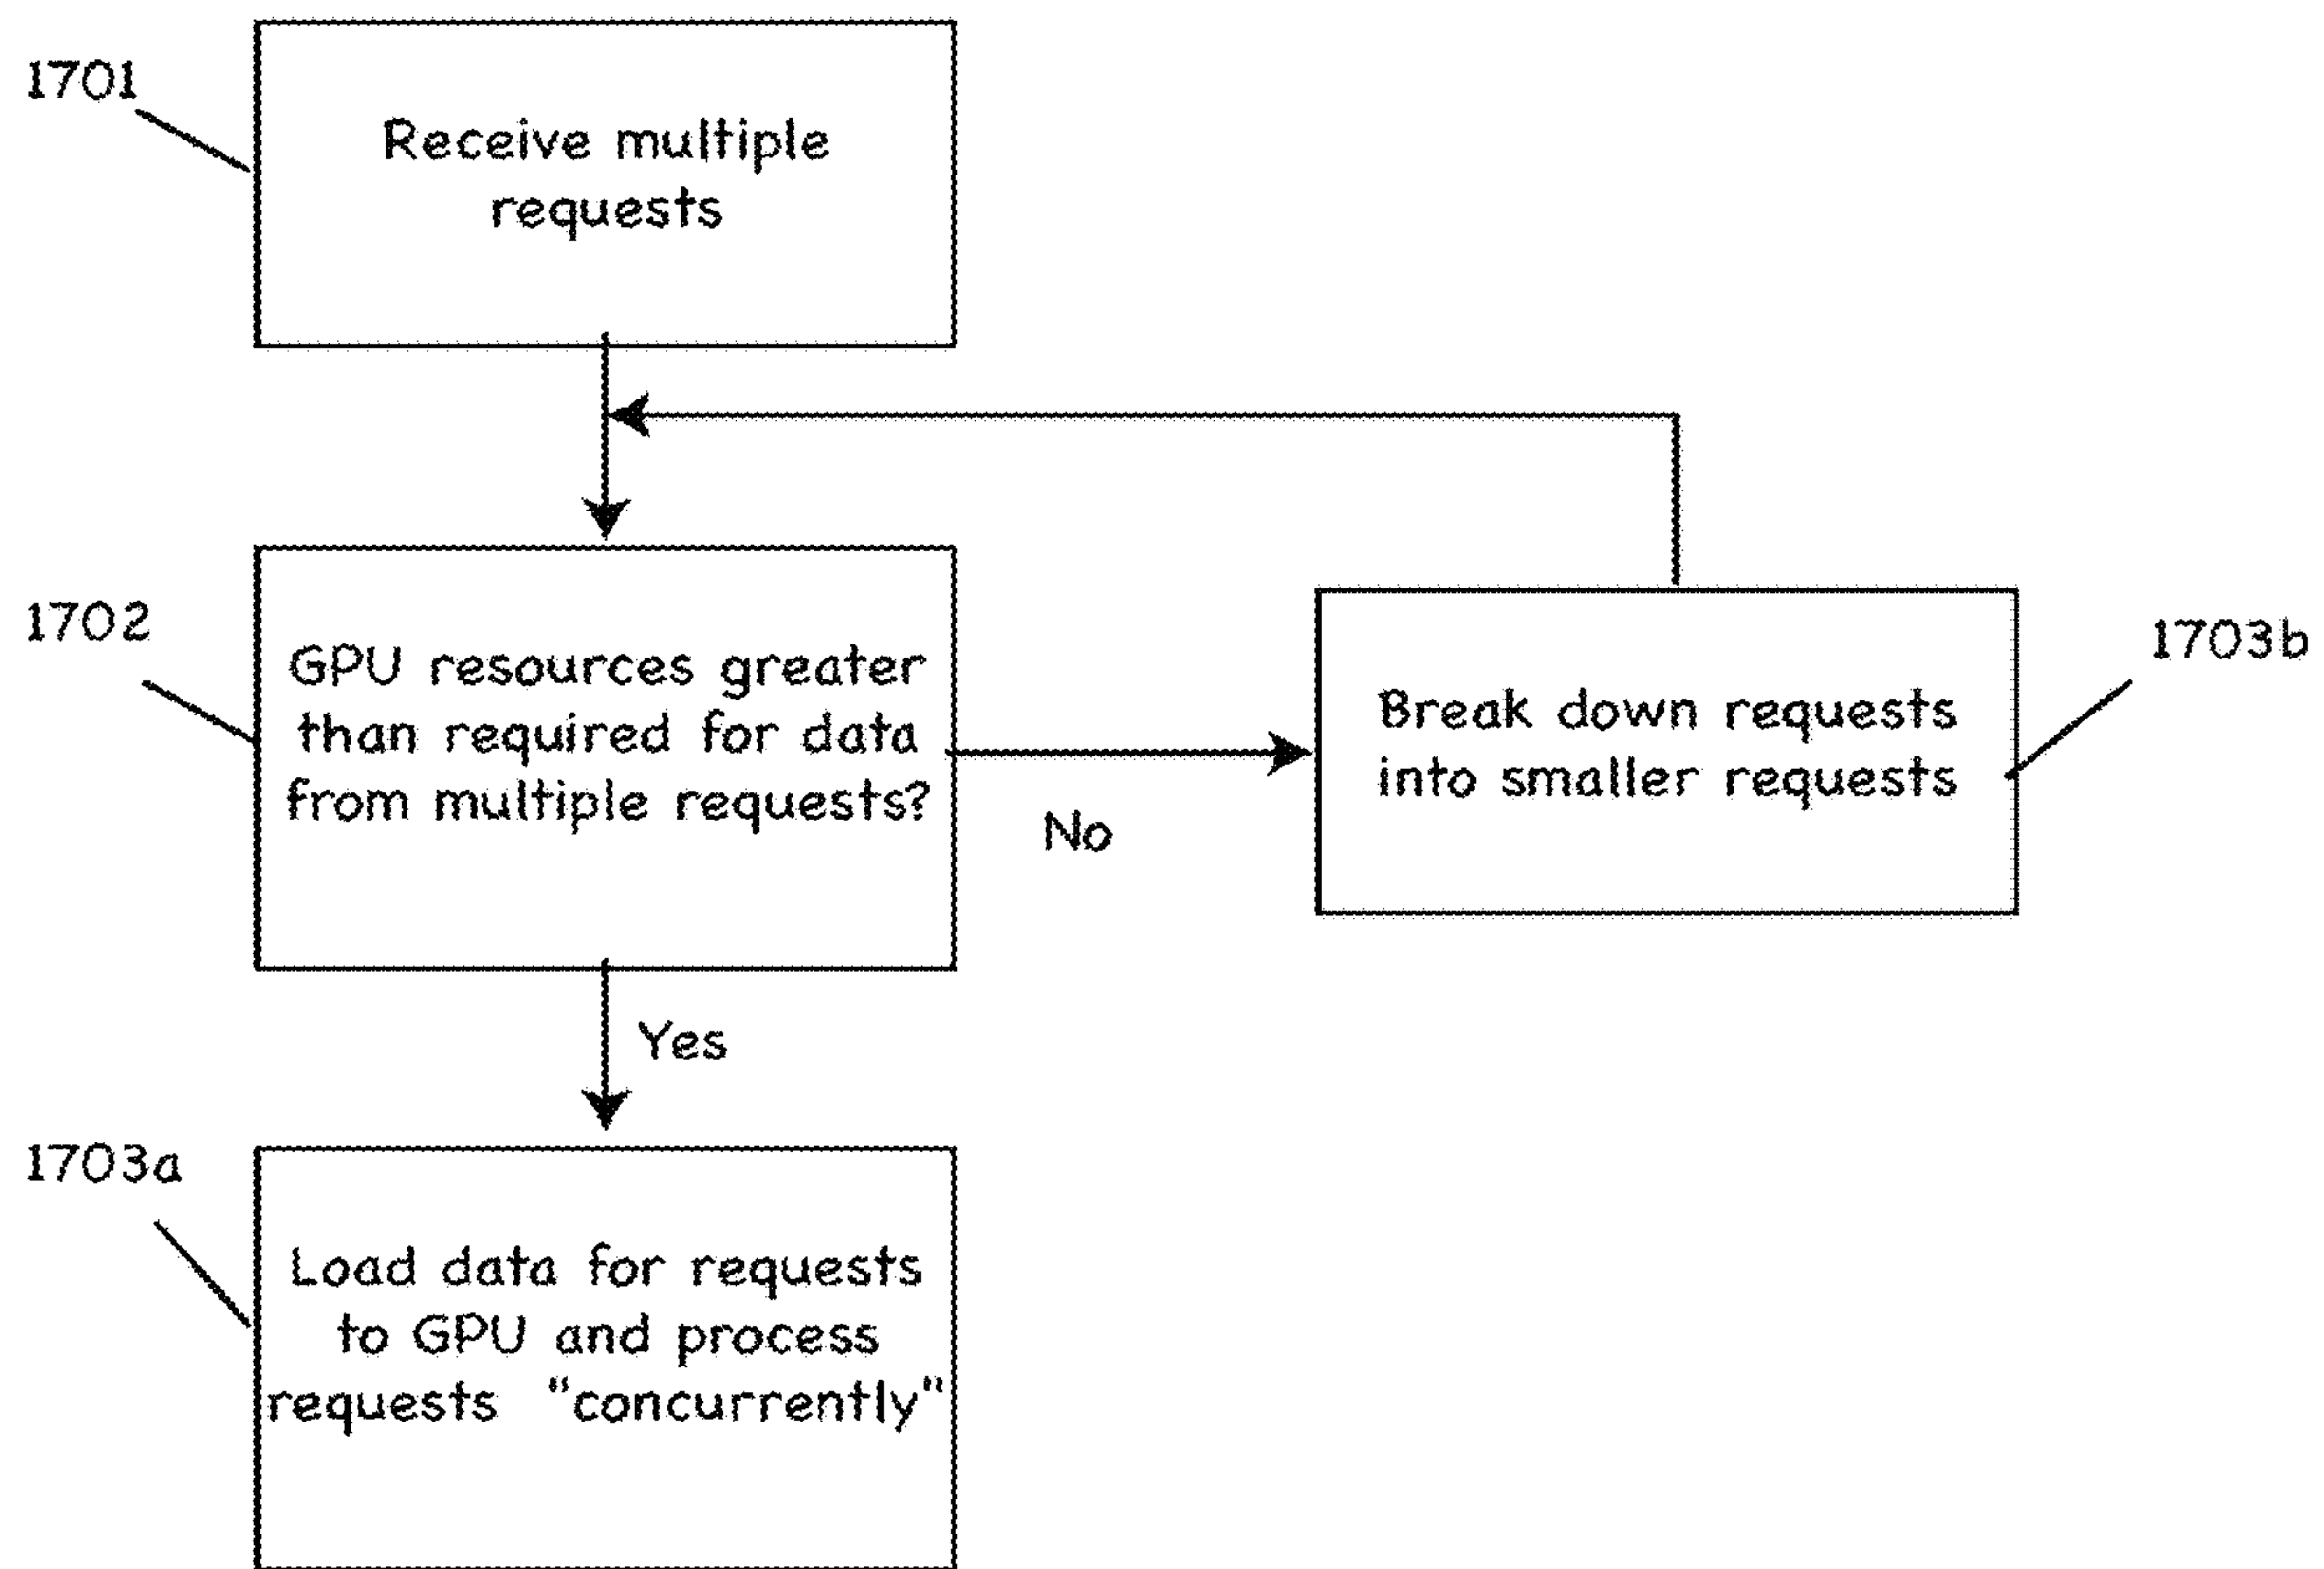 1701
Receive multiple
requests
1702
GPU resources greater
than required for data
from multiple requests?
No
1703b
Break down requests
into smaller requests
Yes
1703a
Load data for requests
to GPU and process
requests "concurrently"